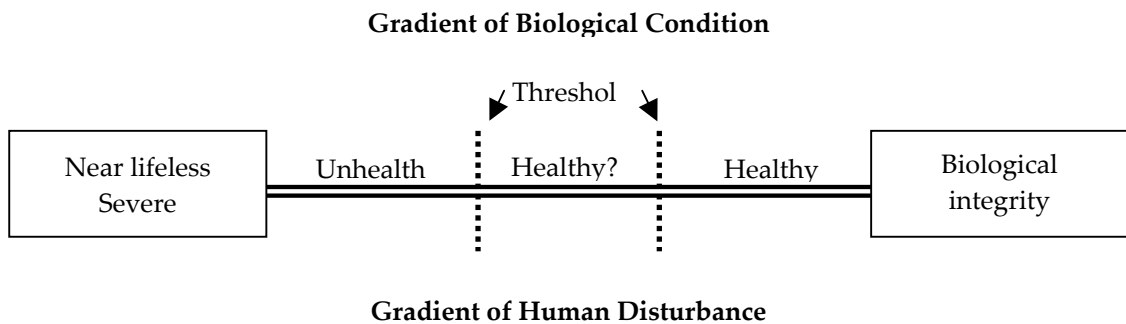 Gradient of Biological Condition
Threshol
Near lifeless
Severe
Unhealth
Healthy?
Healthy
Biological
integrity
Gradient of Human Disturbance